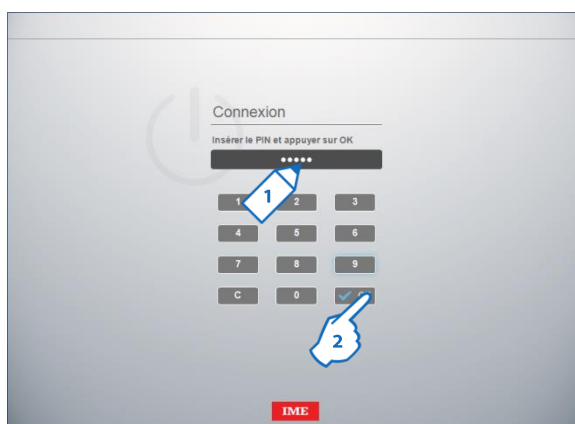 Connexion
Insérer le PIN et appuyer sur OK
•••••
1
1 2 3
4 5 6
7 8 9
C 0
2
IME